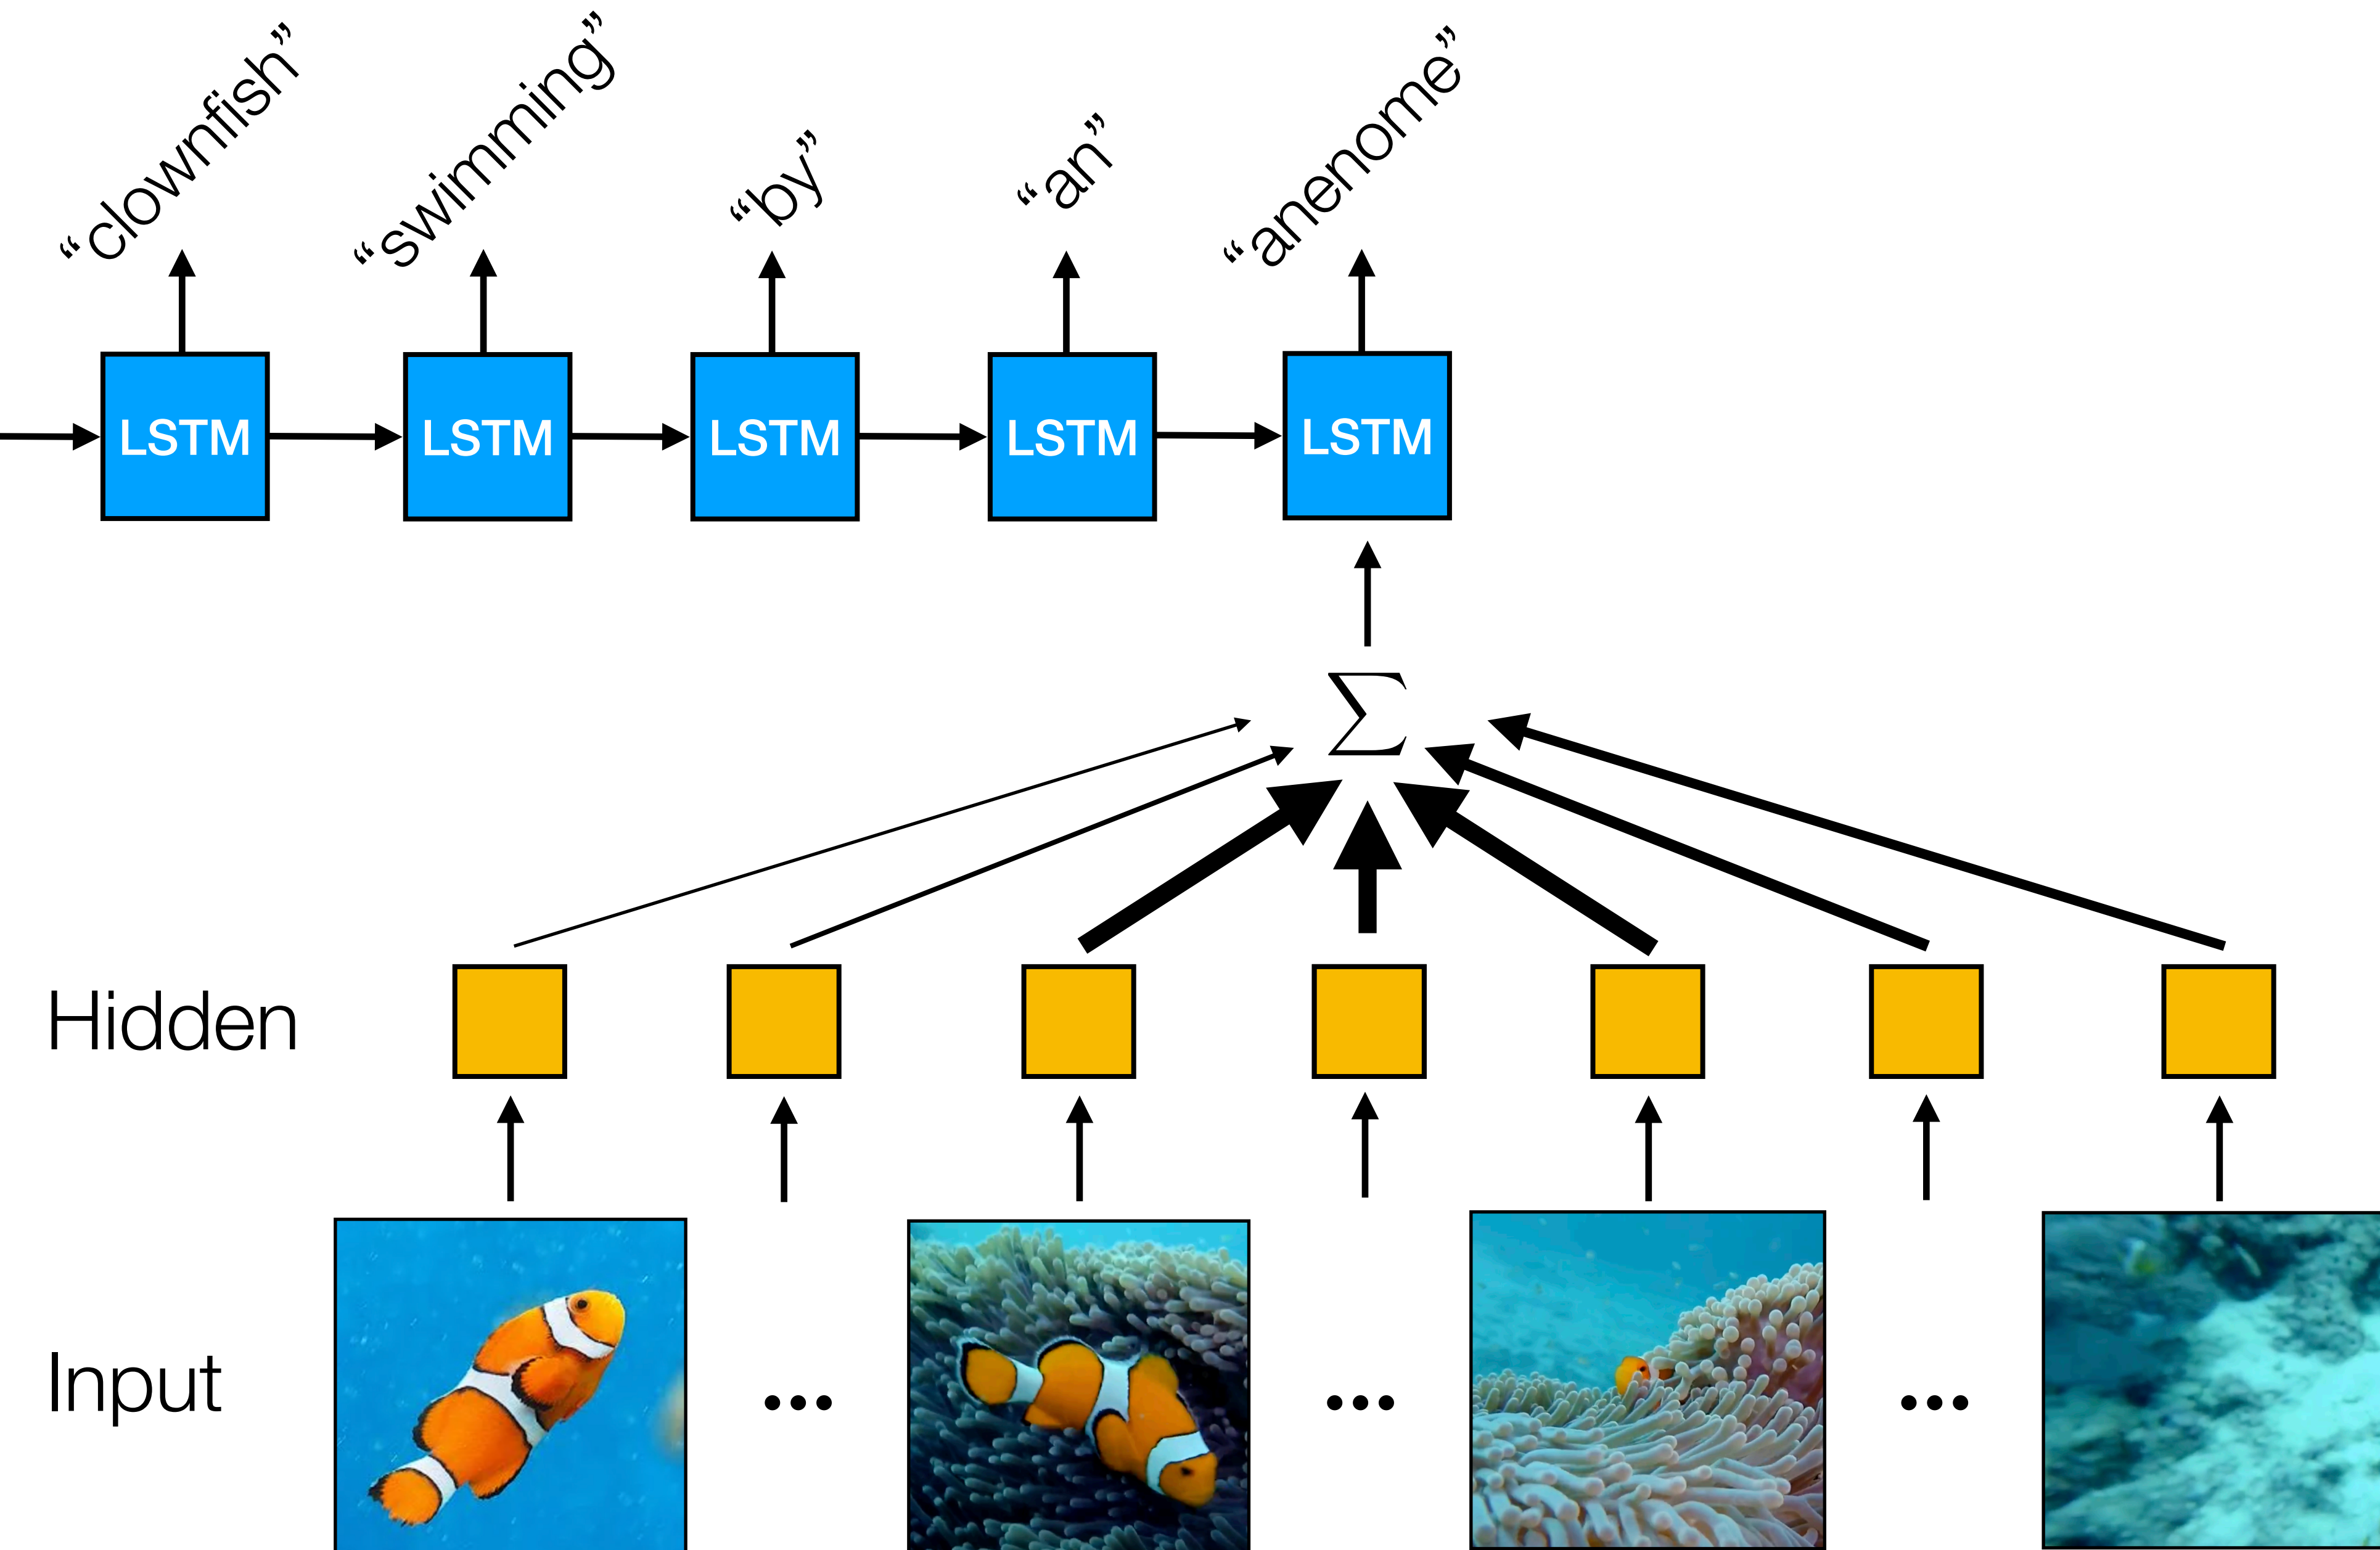 “clownfish” “swimming” “by” “an” “anenome”
LSTM LSTM LSTM LSTM LSTM
∑
Hidden
Input
... ... ...